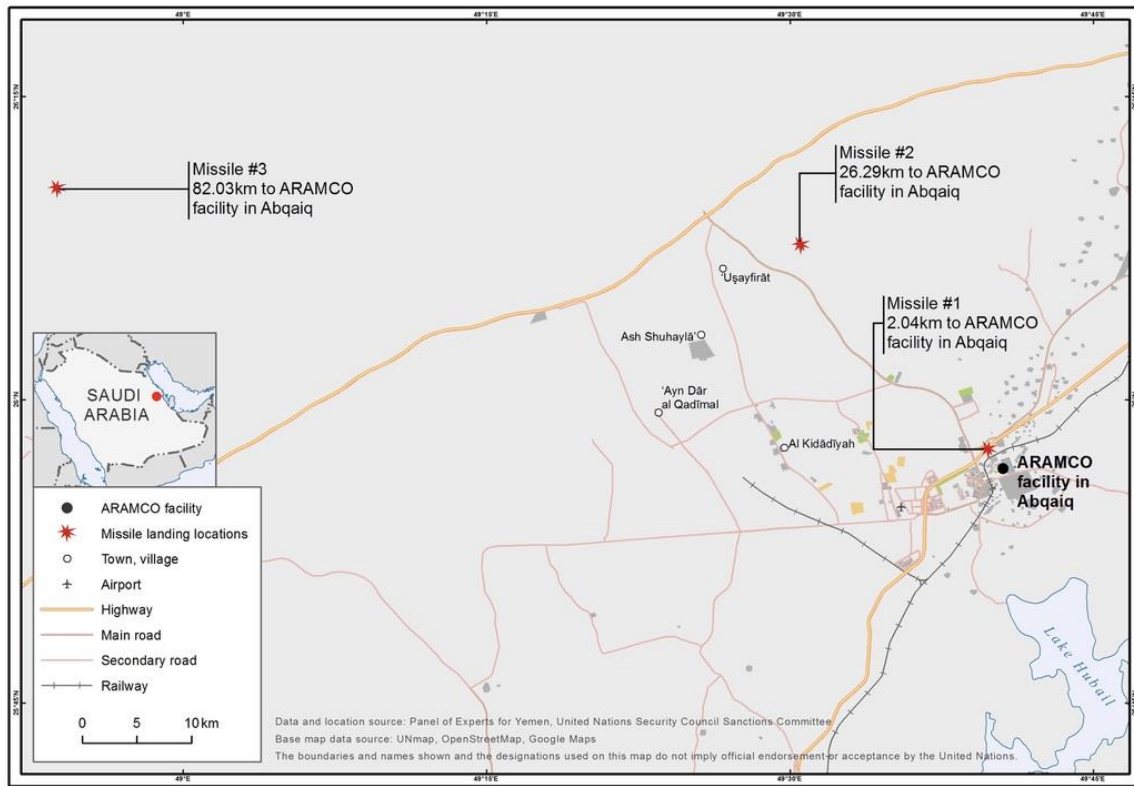 49°E
49°15'E
49°30'E
49°45'E
26°15'N
Missile #3
82.03km to ARAMCO
facility in Abqaiq
Missile #2
26.29km to ARAMCO
facility in Abqaiq
'Uşayfirāt
Missile #1
2.04km to ARAMCO
facility in Abqaiq
Ash Shuhaylā'
'Ayn Dār
al Qadīmal
26°N
Al Kidādīyah
ARAMCO
facility in
Abqaiq
SAUDI
ARABIA
ARAMCO facility
Missile landing locations
Town, village
Airport
Highway
Main road
Secondary road
Railway
0 5 10 km
Lake Hubail
25°45'N
Data and location source: Panel of Experts for Yemen, United Nations Security Council Sanctions Committee
Base map data source: UNmap, OpenStreetMap, Google Maps
The boundaries and names shown and the designations used on this map do not imply official endorsement or acceptance by the United Nations.
49°E
49°15'E
49°30'E
49°45'E